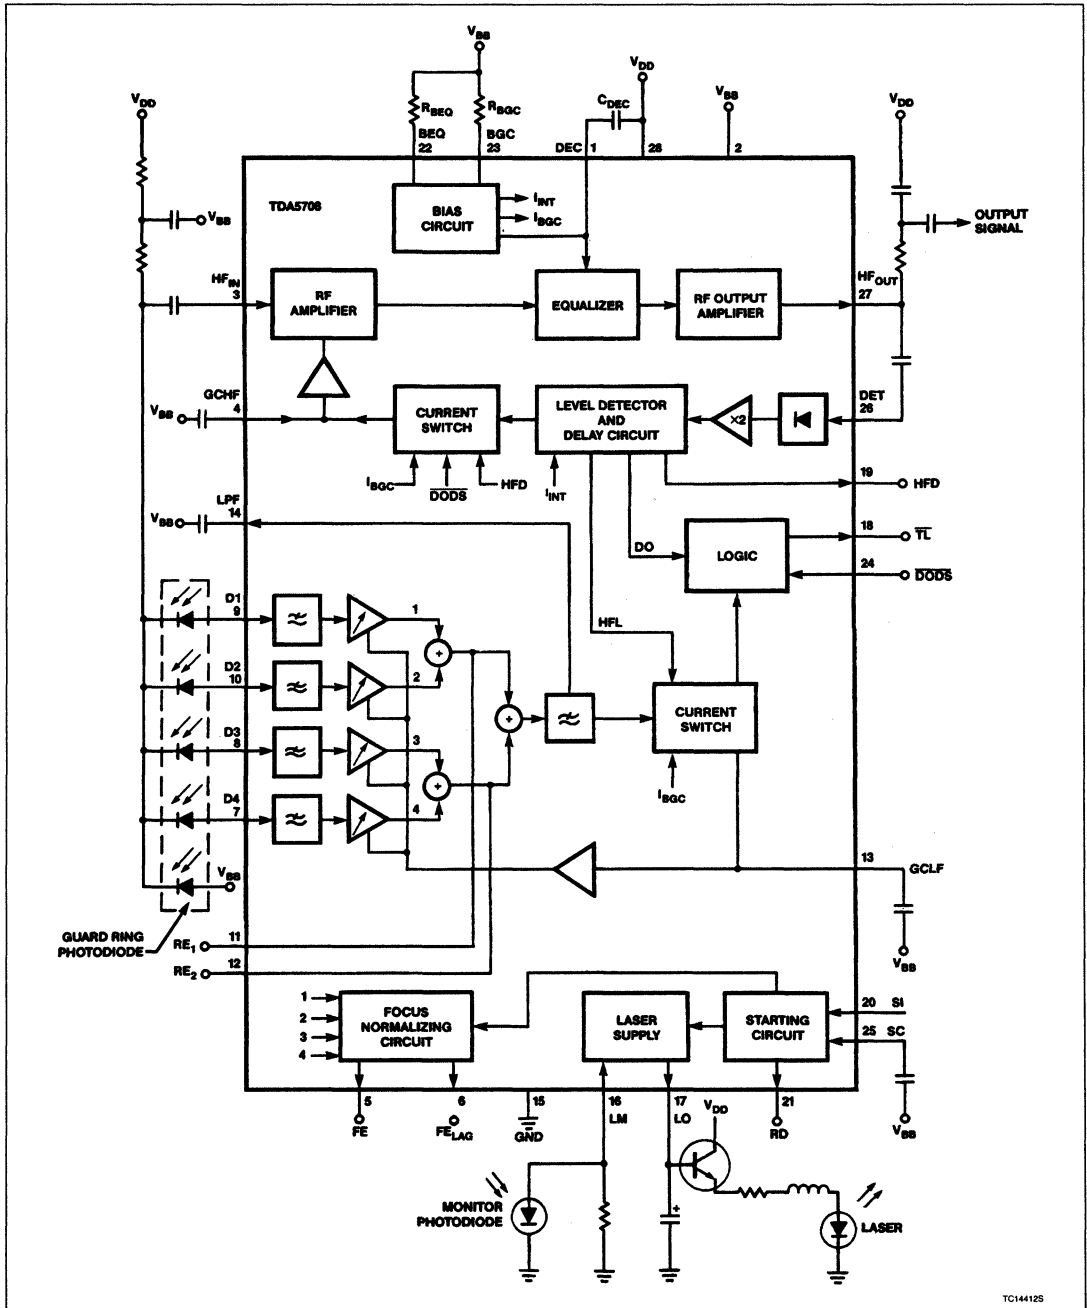 V_BB
V_DD
R_BEQ
R_BGC
BEQ
22
BGC
23
C_DEC
DEC
1
28
V_BB
2
V_DD
V_DD
V_BB
TDA5708
BIAS
CIRCUIT
I_INT
I_BGC
OUTPUT
SIGNAL
HF_IN
3
RF
AMPLIFIER
EQUALIZER
RF OUTPUT
AMPLIFIER
HF_OUT
27
V_BB
GCHF
4
CURRENT
SWITCH
LEVEL DETECTOR
AND
DELAY CIRCUIT
×2
DET
26
I_BGC
D̅O̅D̅S̅
HFD
I_INT
19
HFD
V_BB
LPF
14
DO
LOGIC
18
T̅L̅
24
D̅O̅D̅S̅
D1
9
≈
1
+
HFL
D2
10
≈
2
+
≈
CURRENT
SWITCH
D3
8
≈
3
+
I_BGC
D4
7
≈
4
13
GCLF
V_BB
V_BB
GUARD RING
PHOTODIODE
RE_1
11
RE_2
12
1
2
3
4
FOCUS
NORMALIZING
CIRCUIT
LASER
SUPPLY
STARTING
CIRCUIT
20
SI
25
SC
V_BB
5
FE
6
FE_LAG
15
GND
16
LM
17
LO
V_DD
21
RD
MONITOR
PHOTODIODE
+
LASER
TC14412S